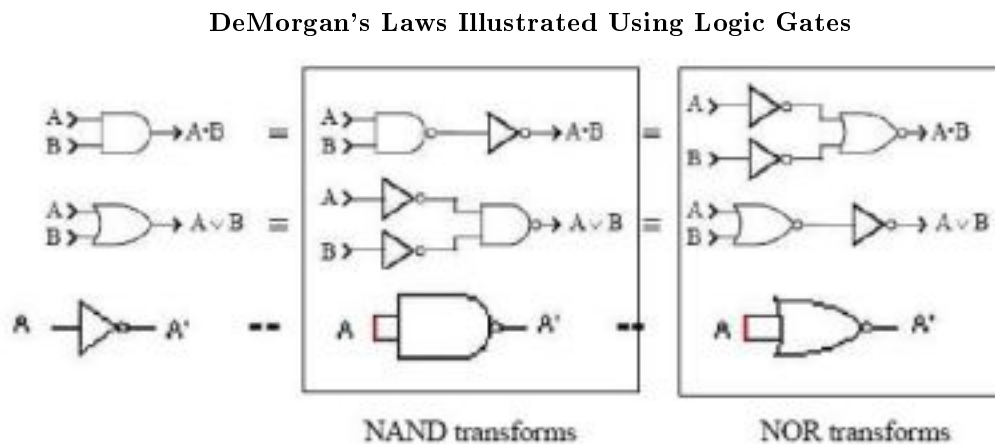 DeMorgan's Laws Illustrated Using Logic Gates
A
B
A•B
≡
A
B
A•B
≡
A
B
A•B
A
B
A ∨ B
≡
A
B
A ∨ B
≡
A
B
A ∨ B
A
A'
--
A
A'
--
A
A'
NAND transforms
NOR transforms